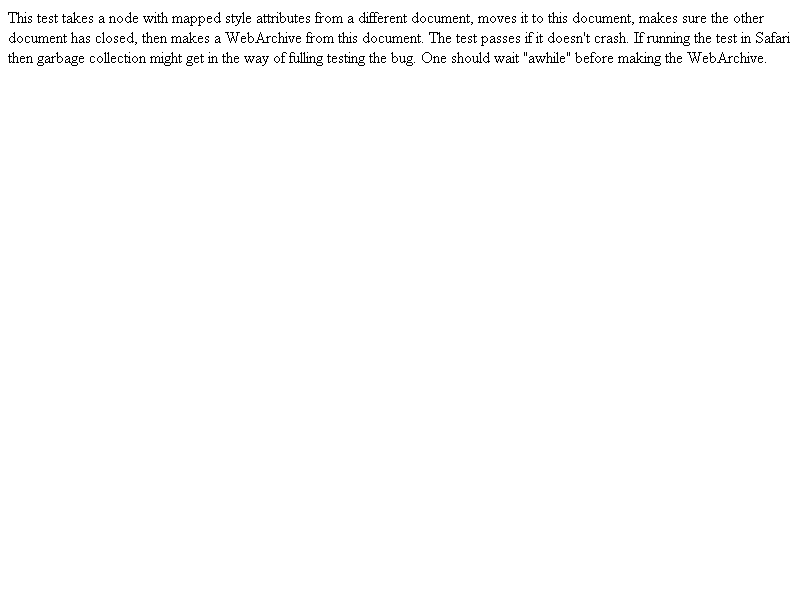 This test takes a node with mapped style attributes from a different document, moves it to this document, makes sure the other
document has closed, then makes a WebArchive from this document. The test passes if it doesn't crash. If running the test in Safari
then garbage collection might get in the way of fulling testing the bug. One should wait "awhile" before making the WebArchive.